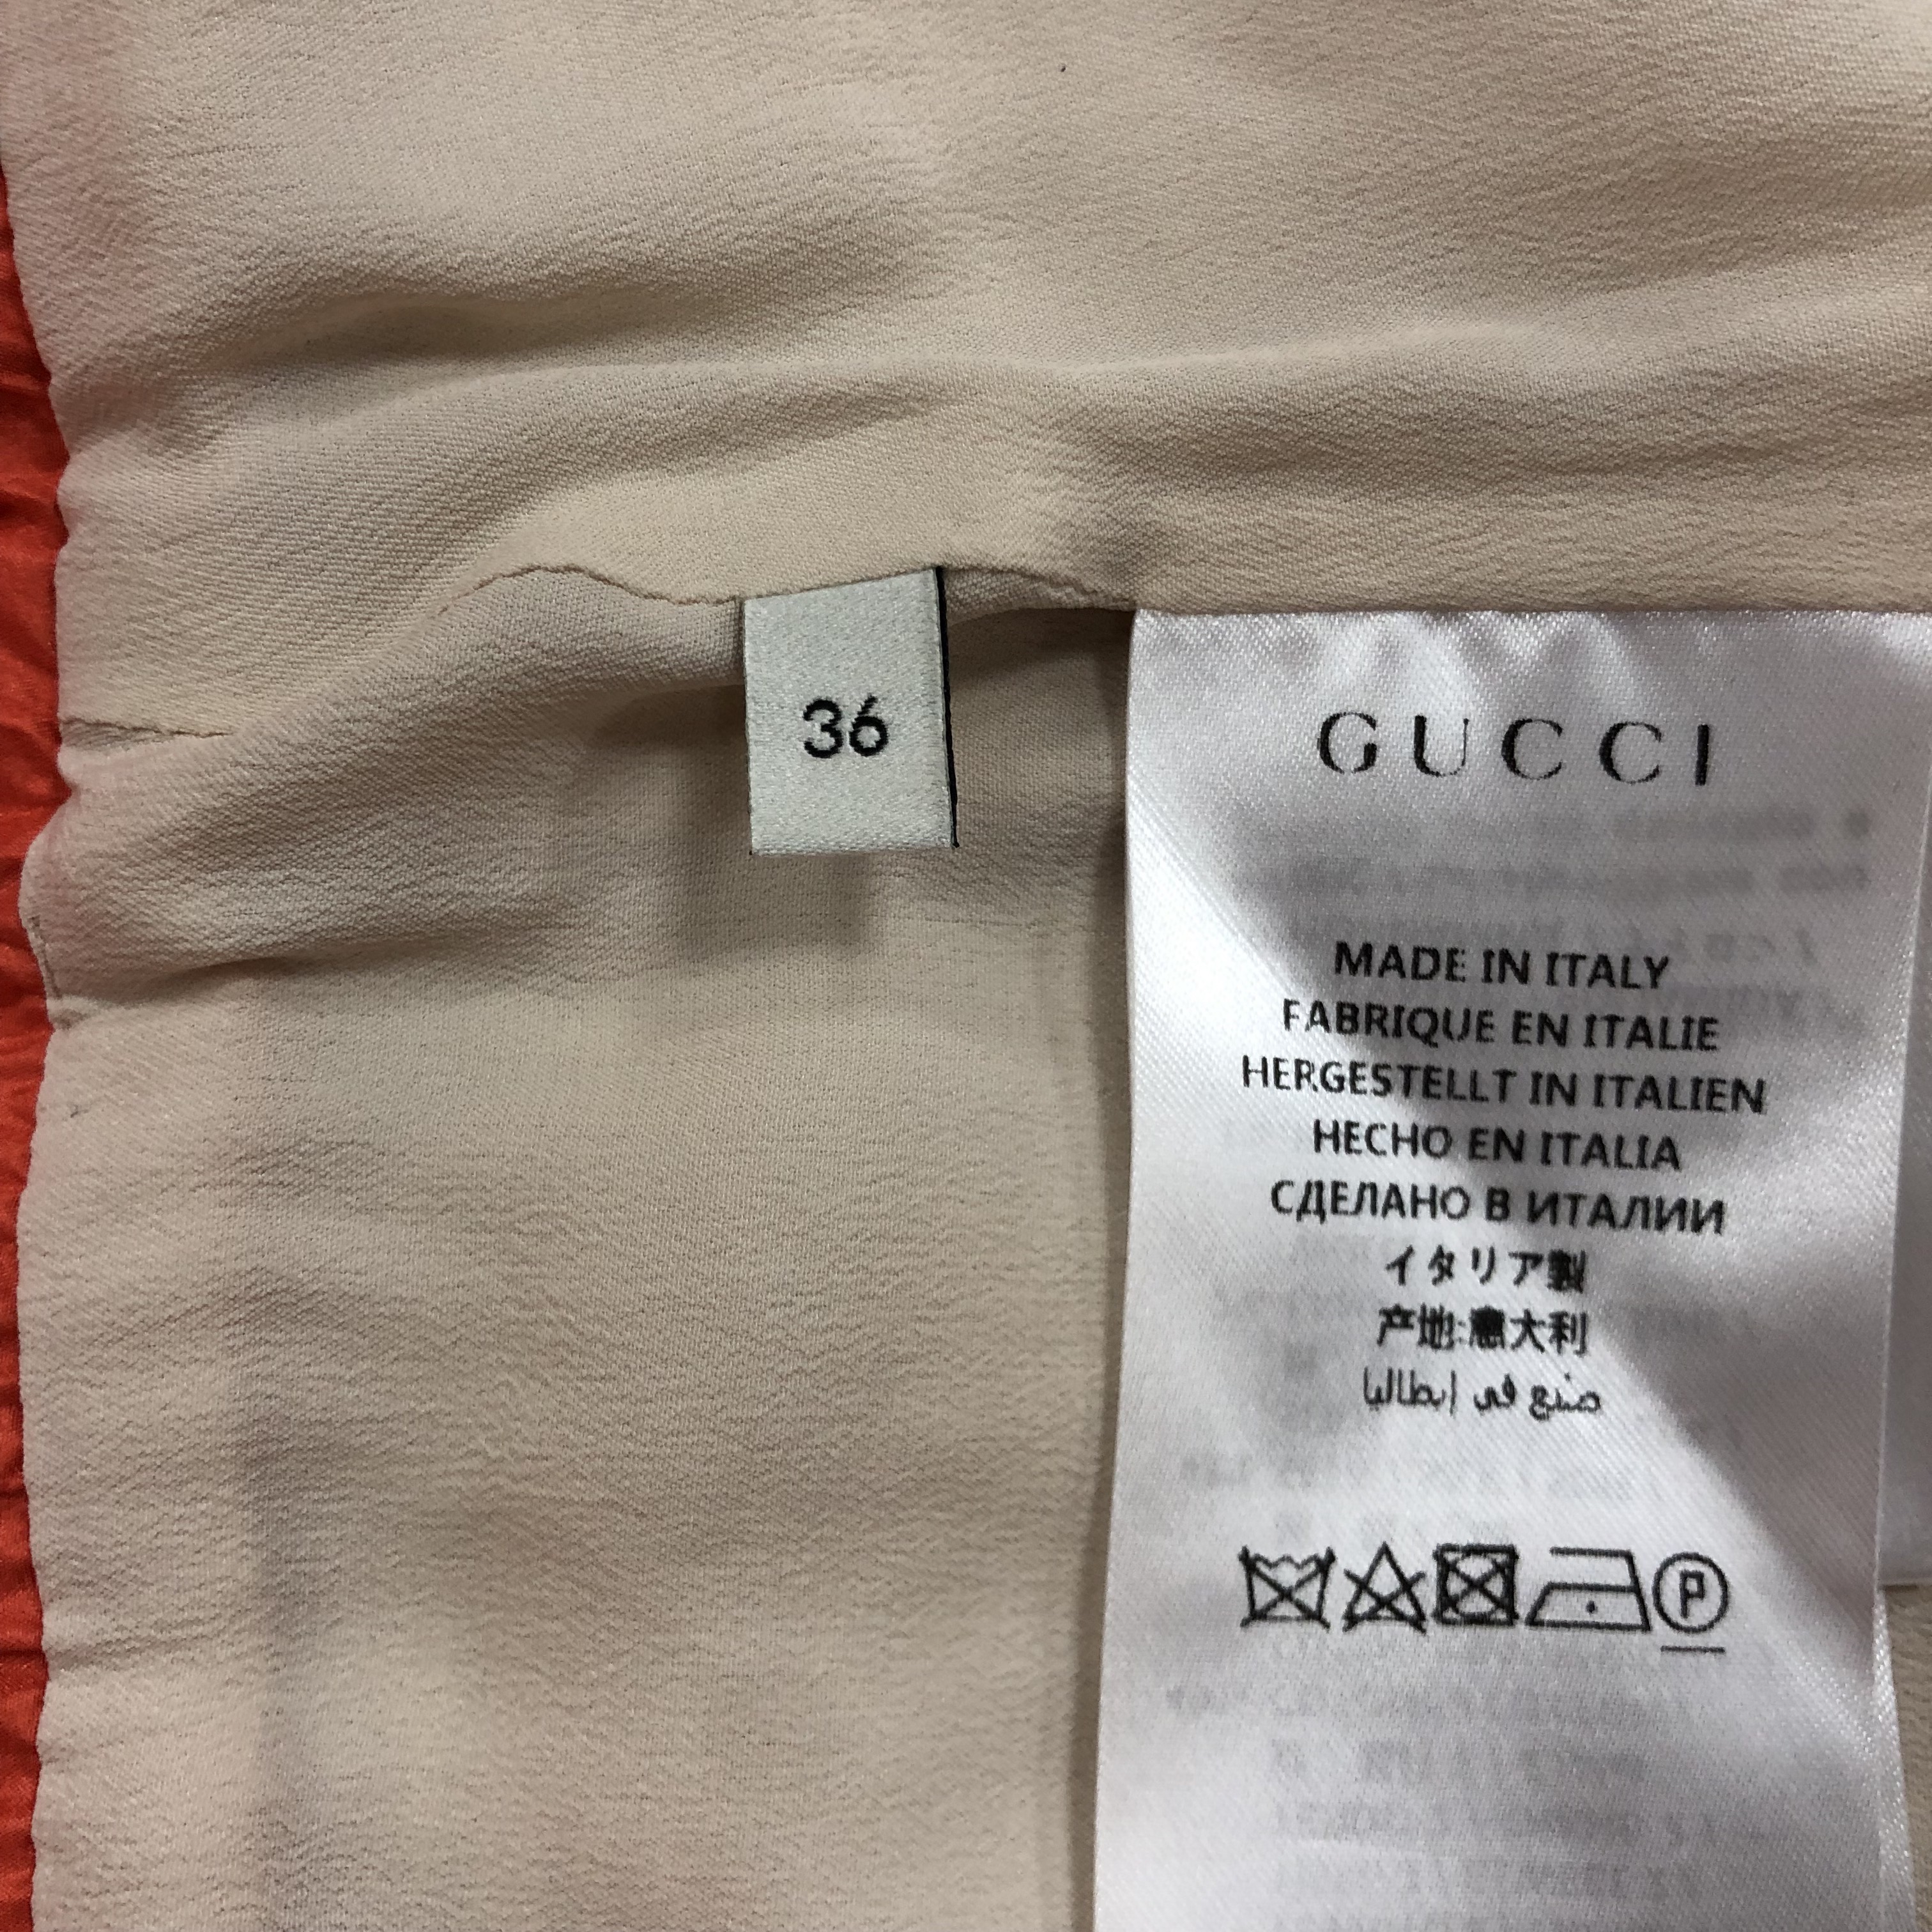 36
GUCCI
MADE IN ITALY
FABRIQUE EN ITALIE
HERGESTELLT IN ITALIEN
HECHO EN ITALIA
СДЕЛАНО В ИТАЛИИ
イタリア製
产地:意大利
صنع في إيطاليا
P